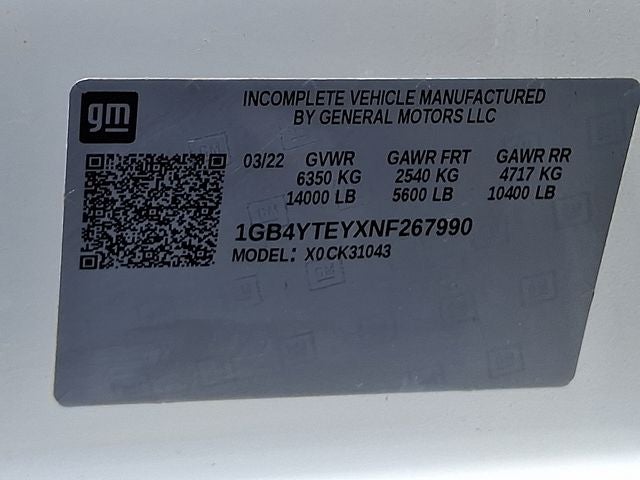 gm
INCOMPLETE VEHICLE MANUFACTURED
BY GENERAL MOTORS LLC
03/22 GVWR GAWR FRT GAWR RR
6350 KG 2540 KG 4717 KG
14000 LB 5600 LB 10400 LB
1GB4YTEYXNF267990
MODEL: X0CK31043